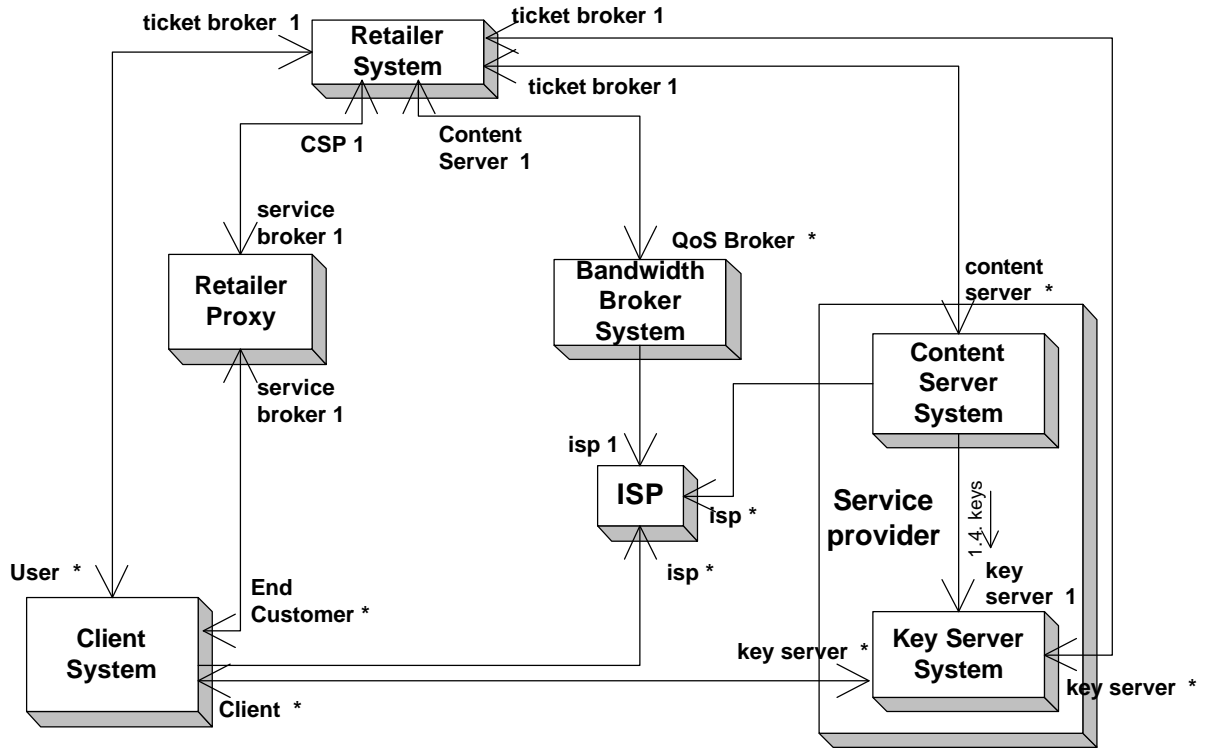 ticket broker 1
ticket broker 1
Retailer
System
ticket broker 1
CSP 1
Content
Server 1
service
broker 1
QoS Broker *
Retailer
Proxy
Bandwidth
Broker
System
content
server *
service
broker 1
Content
Server
System
isp 1
ISP
isp *
Service
provider
1.4. keys
isp *
key
server 1
User *
End
Customer *
Client
System
Key Server
System
key server *
key server *
Client *